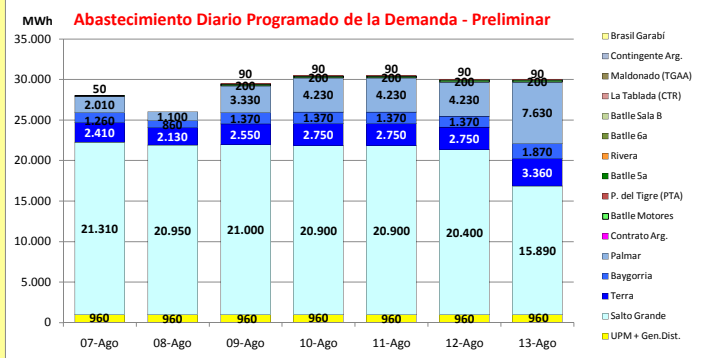 MWh
Abastecimiento Diario Programado de la Demanda - Preliminar
35.000
30.000
25.000
20.000
15.000
10.000
5.000
0
50
2.010
1.260
2.410
21.310
960
1.100
860
2.130
20.950
960
90
200
3.330
1.370
2.550
21.000
960
90
200
4.230
1.370
2.750
20.900
960
90
200
4.230
1.370
2.750
20.900
960
90
200
4.230
1.370
2.750
20.400
960
90
200
7.630
1.870
3.360
15.890
960
07-Ago 08-Ago 09-Ago 10-Ago 11-Ago 12-Ago 13-Ago
Brasil Garabí
Contingente Arg.
Maldonado (TGAA)
La Tablada (CTR)
Batlle Sala B
Batlle 6a
Rivera
Batlle 5a
P. del Tigre (PTA)
Batlle Motores
Contrato Arg.
Palmar
Baygorria
Terra
Salto Grande
UPM + Gen.Dist.